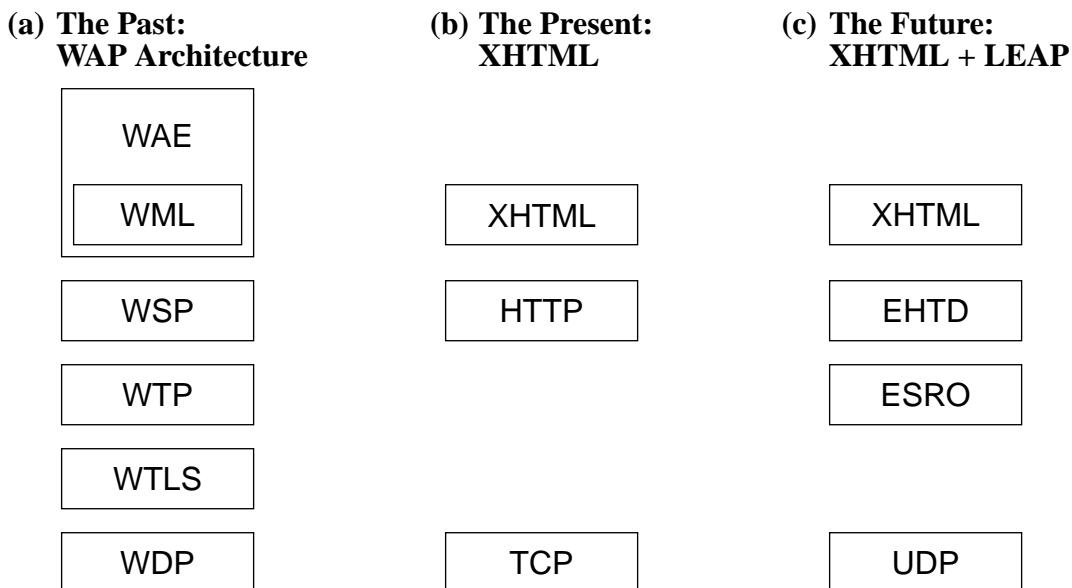 (a) The Past:
WAP Architecture
WAE
WML
WSP
WTP
WTLS
WDP
(b) The Present:
XHTML
XHTML
HTTP
TCP
(c) The Future:
XHTML + LEAP
XHTML
EHTD
ESRO
UDP